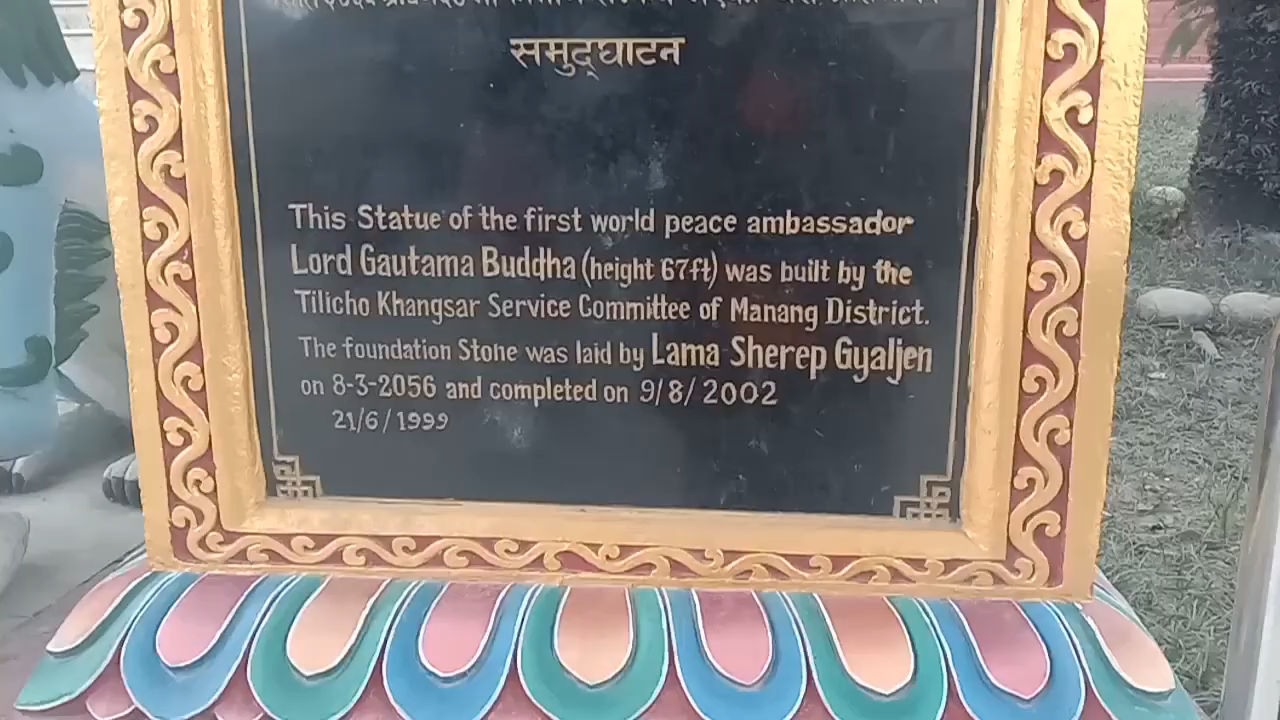 समुद्घाटन
This Statue of the first world peace ambassador
Lord Gautama Buddha (height 67ft) was built by the
Tilicho Khangsar Service Committee of Manang District.
The foundation Stone was laid by Lama Sherep Gyaljen
on 8-3-2056 and completed on 9/8/2002
21/6/1999